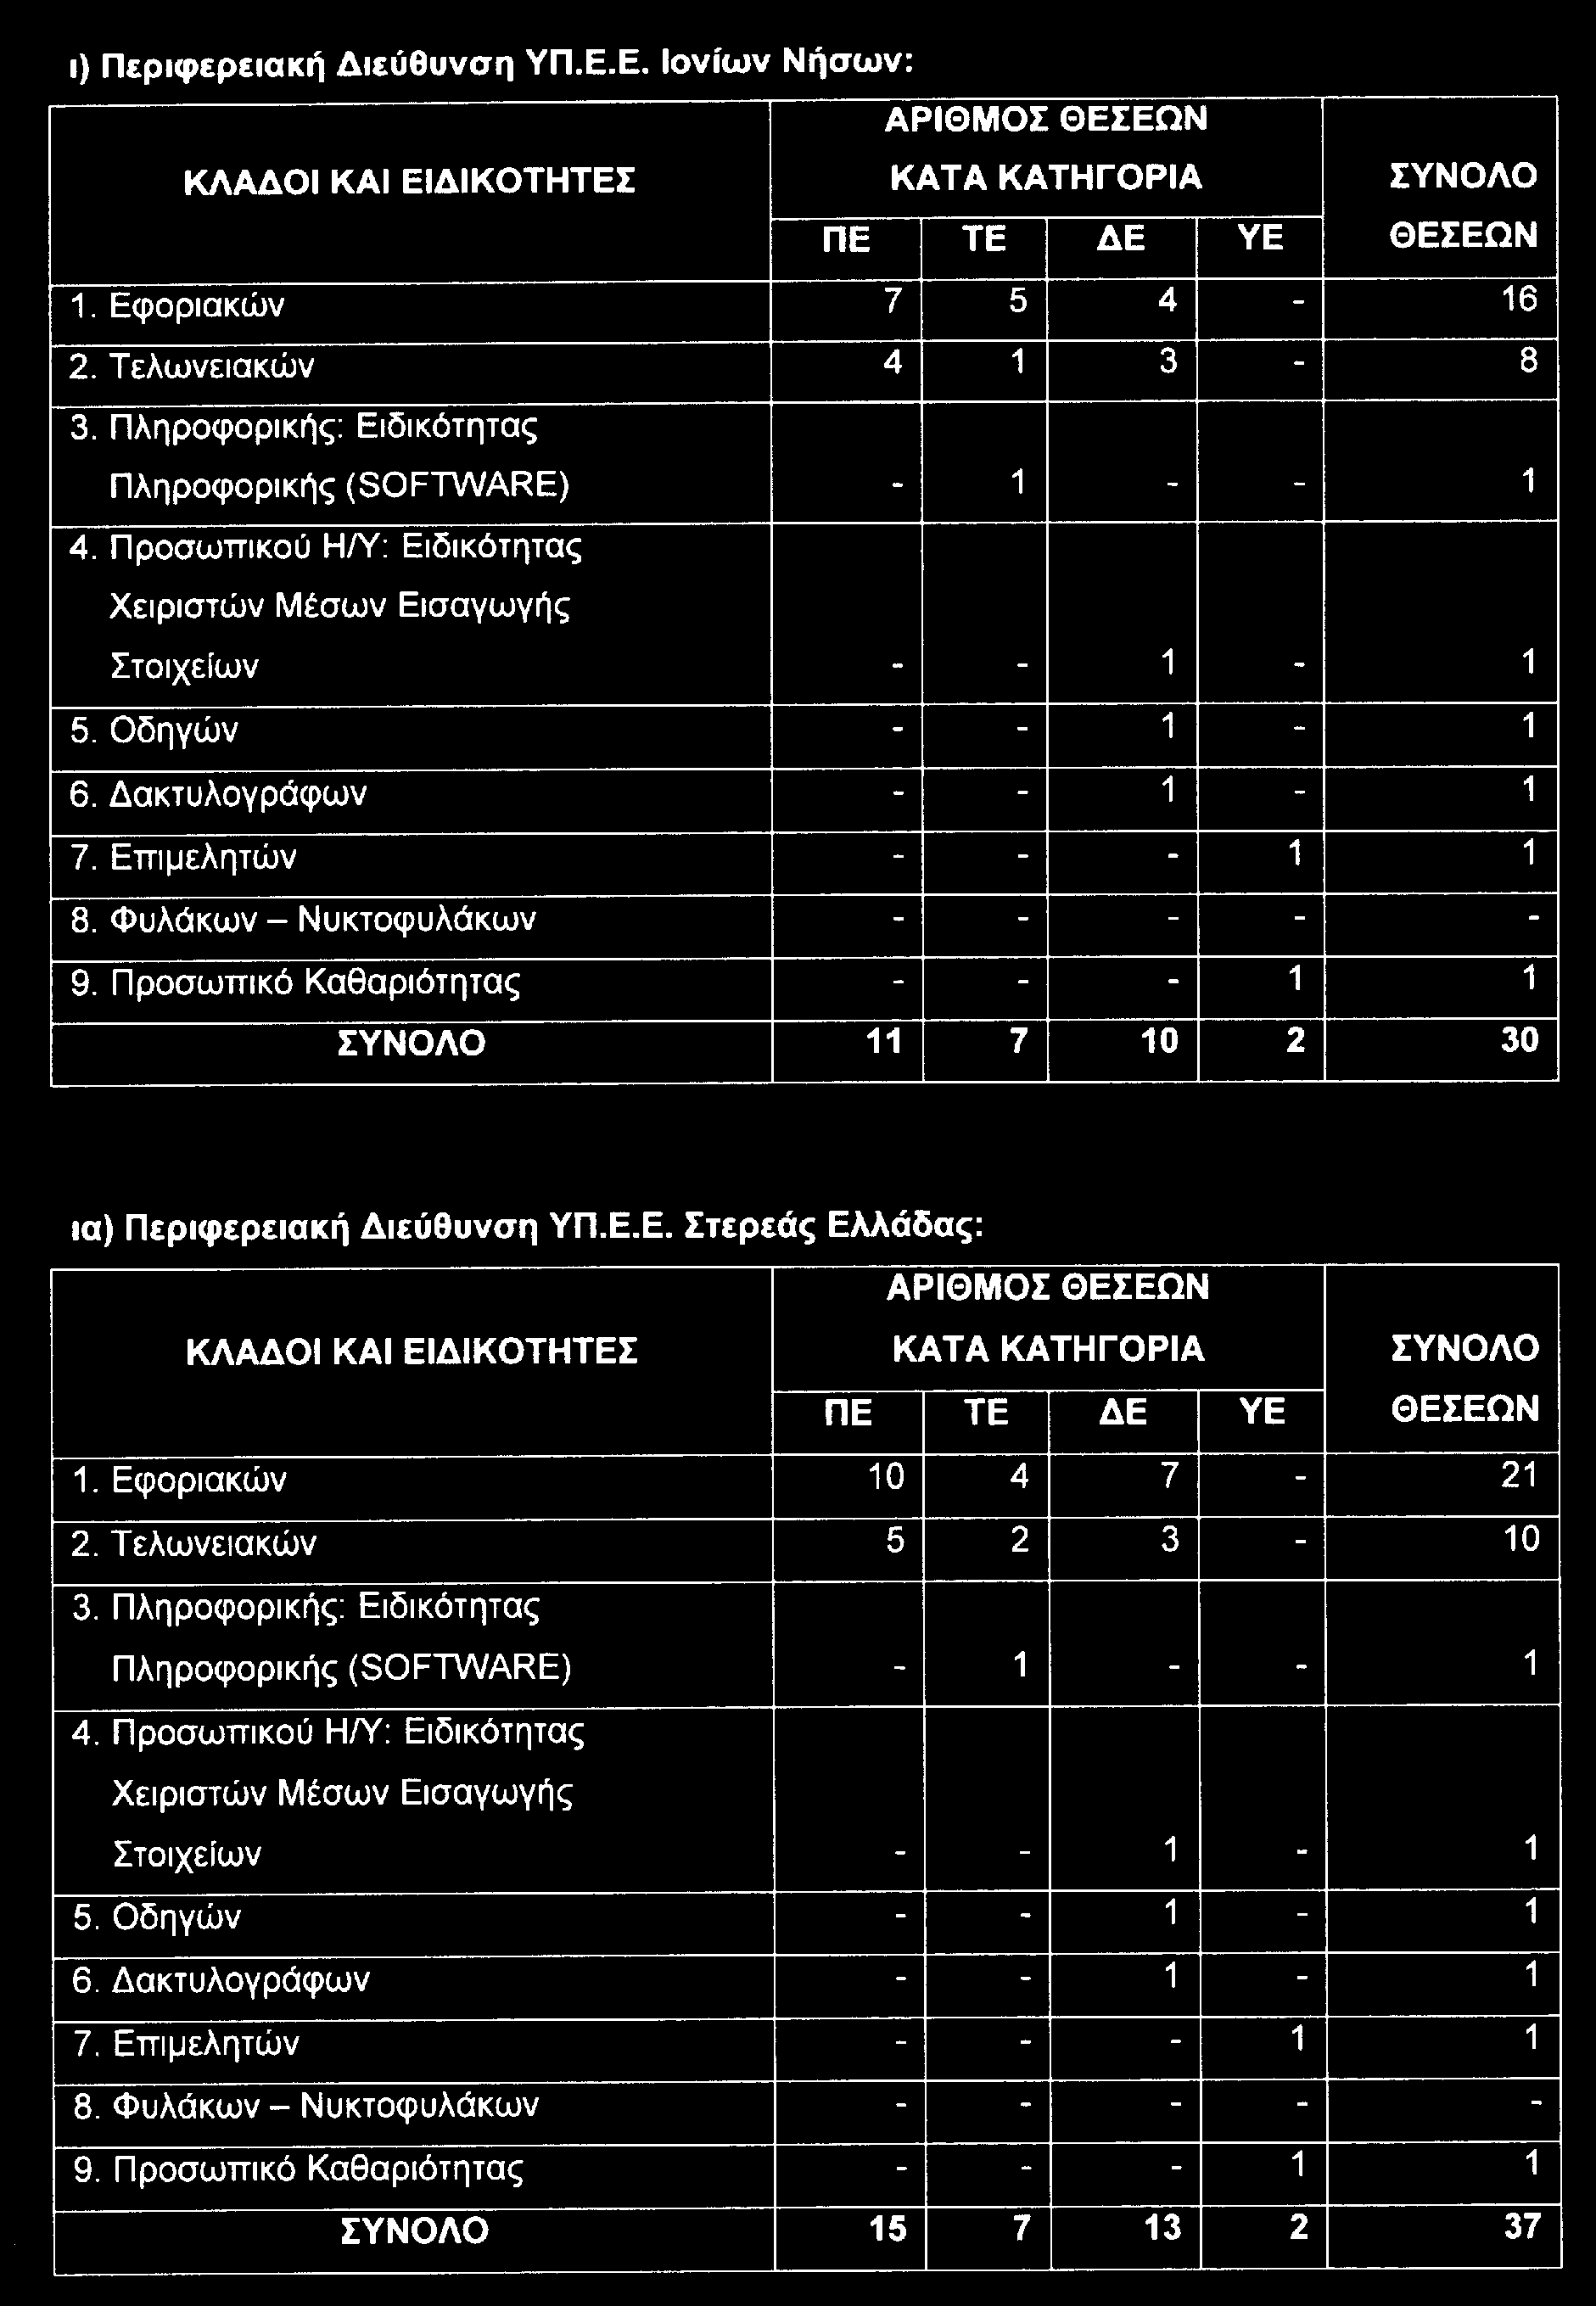 ι) Περιφερειακή Διεύθυνση ΥΠ.Ε.Ε. Ιονίων Νήσων:
ΑΡΙΘΜΟΣ ΘΕΣΕΩΝ
ΚΛΑΔΟΙ ΚΑΙ ΕΙΔΙΚΟΤΗΤΕΣ ΚΑΤΑ ΚΑΤΗΓΟΡΙΑ ΣΥΝΟΛΟ
ΠΕ ΤΕ ΔΕ ΥΕ ΘΕΣΕΩΝ
1. Εφοριακών 7 5 4 - 16
2. Τελωνειακών 4 1 3 - 8
3. Πληροφορικής: Ειδικότητας
Πληροφορικής (SOFTWARE) - 1 - - 1
4. Προσωπικού Η/Υ: Ειδικότητας
Χειριστών Μέσων Εισαγωγής
Στοιχείων - - 1 - 1
5. Οδηγών - - 1 - 1
6. Δακτυλογράφων - - 1 - 1
7. Επιμελητών - - - 1 1
8. Φυλάκων – Νυκτοφυλάκων - - - - -
9. Προσωπικό Καθαριότητας - - - 1 1
ΣΥΝΟΛΟ 11 7 10 2 30
ια) Περιφερειακή Διεύθυνση ΥΠ.Ε.Ε. Στερεάς Ελλάδας:
ΑΡΙΘΜΟΣ ΘΕΣΕΩΝ
ΚΛΑΔΟΙ ΚΑΙ ΕΙΔΙΚΟΤΗΤΕΣ ΚΑΤΑ ΚΑΤΗΓΟΡΙΑ ΣΥΝΟΛΟ
ΠΕ ΤΕ ΔΕ ΥΕ ΘΕΣΕΩΝ
1. Εφοριακών 10 4 7 - 21
2. Τελωνειακών 5 2 3 - 10
3. Πληροφορικής: Ειδικότητας
Πληροφορικής (SOFTWARE) - 1 - - 1
4. Προσωπικού Η/Υ: Ειδικότητας
Χειριστών Μέσων Εισαγωγής
Στοιχείων - - 1 - 1
5. Οδηγών - - 1 - 1
6. Δακτυλογράφων - - 1 - 1
7. Επιμελητών - - - 1 1
8. Φυλάκων – Νυκτοφυλάκων - - - - -
9. Προσωπικό Καθαριότητας - - - 1 1
ΣΥΝΟΛΟ 15 7 13 2 37